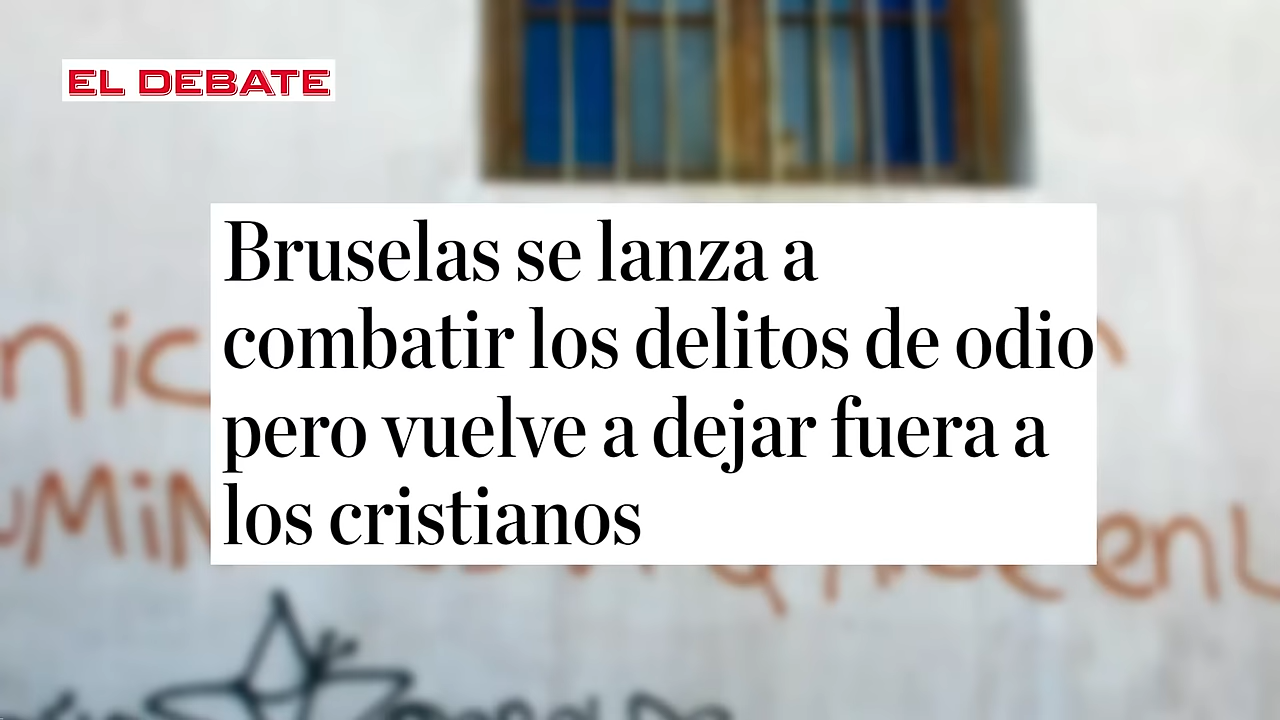 EL DEBATE
Bruselas se lanza a
combatir los delitos de odio
pero vuelve a dejar fuera a
los cristianos